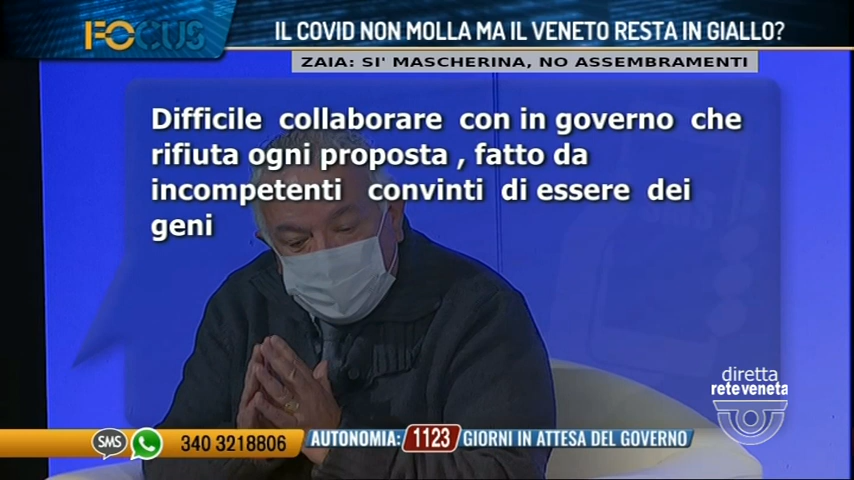 FOCUS
IL COVID NON MOLLA MA IL VENETO RESTA IN GIALLO?
ZAIA: SI' MASCHERINA, NO ASSEMBRAMENTI
Difficile collaborare con in governo che
rifiuta ogni proposta , fatto da
incompetenti convinti di essere dei
geni
diretta
reteveneta
SMS 340 3218806 AUTONOMIA: 1123 GIORNI IN ATTESA DEL GOVERNO